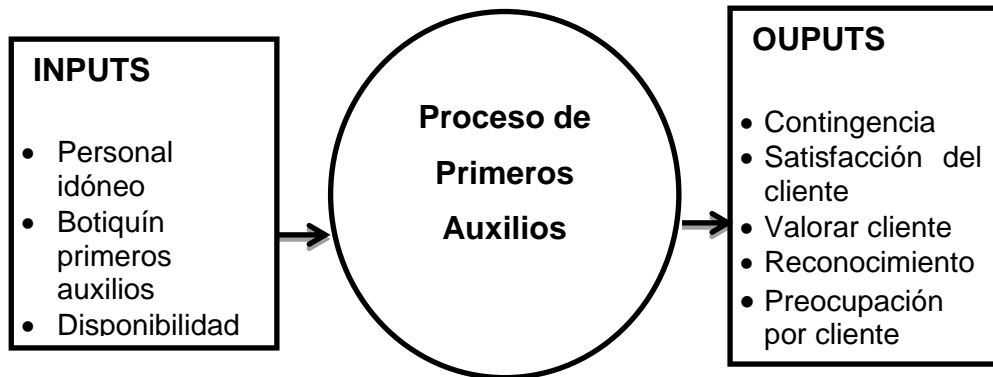 INPUTS
• Personal
idóneo
• Botiquín
primeros
auxilios
• Disponibilidad
Proceso de
Primeros
Auxilios
OUPUTS
• Contingencia
• Satisfacción del
cliente
• Valorar cliente
• Reconocimiento
• Preocupación
por cliente